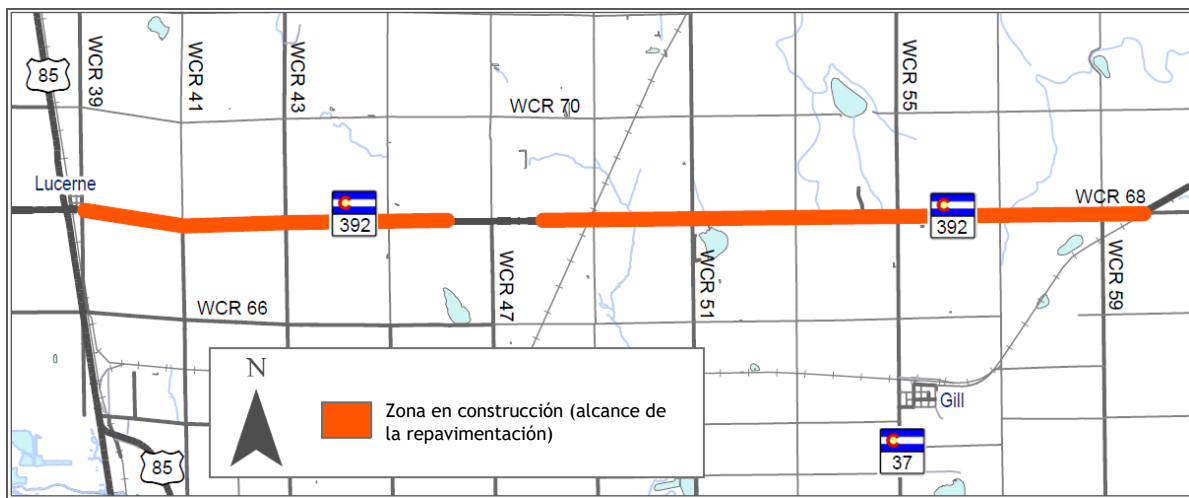 85
WCR 39
WCR 41
WCR 43
WCR 55
WCR 70
Lucerne
392
392
WCR 68
WCR 66
WCR 47
WCR 51
WCR 59
N
Zona en construcción (alcance de
la repavimentación)
Gill
85
37